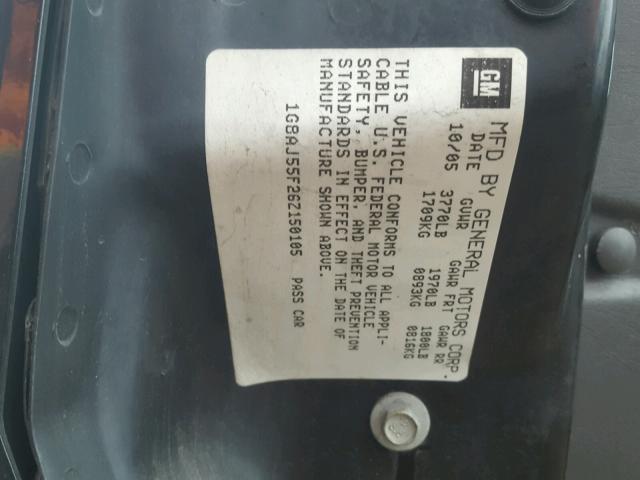 GM
MFD BY GENERAL MOTORS CORP.
DATE GVWR GAWR FRT GAWR RR
10/05 3770LB 1970LB 1800LB
1709KG 0893KG 0816KG
THIS VEHICLE CONFORMS TO ALL APPLI-
CABLE U.S. FEDERAL MOTOR VEHICLE
SAFETY, BUMPER, AND THEFT PREVENTION
STANDARDS IN EFFECT ON THE DATE OF
MANUFACTURE SHOWN ABOVE.
1G8AJ55F26Z150105 PASS CAR